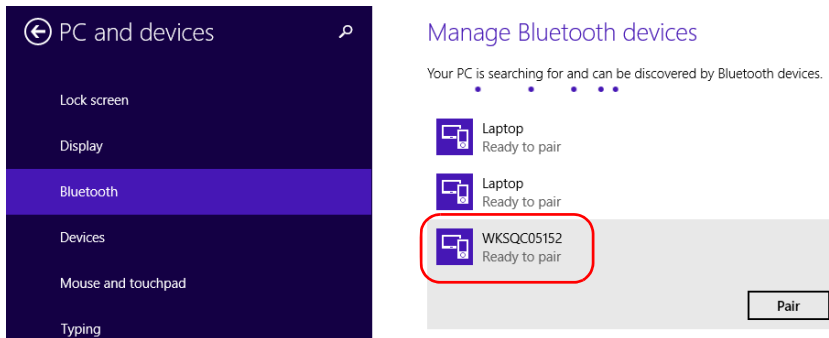 PC and devices
Lock screen
Display
Bluetooth
Devices
Mouse and touchpad
Typing
Manage Bluetooth devices
Your PC is searching for and can be discovered by Bluetooth devices.
Laptop
Ready to pair
Laptop
Ready to pair
WKSQC05152
Ready to pair
Pair